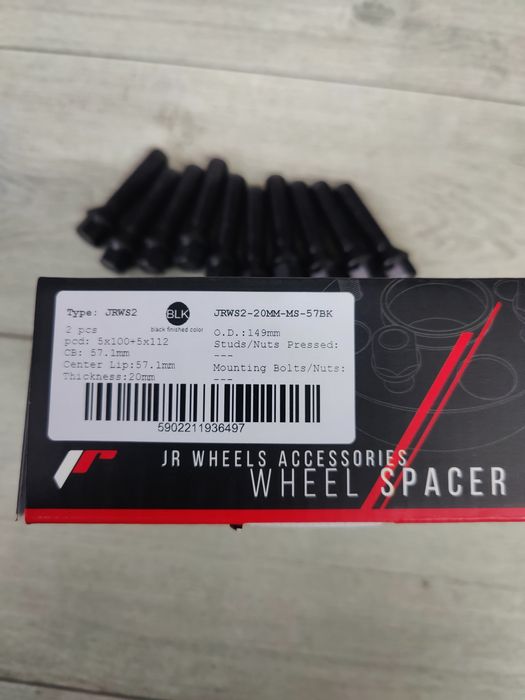 Type: JRWS2
BLK
black finished color
JRWS2-20MM-MS-57BK
2 pcs
pcd: 5x100+5x112
CB: 57.1mm
Center Lip:57.1mm
Thickness:20mm
O.D.:149mm
Studs/Nuts Pressed:
---
Mounting Bolts/Nuts:
---
5902211936497
JR WHEELS ACCESSORIES
WHEEL SPACER